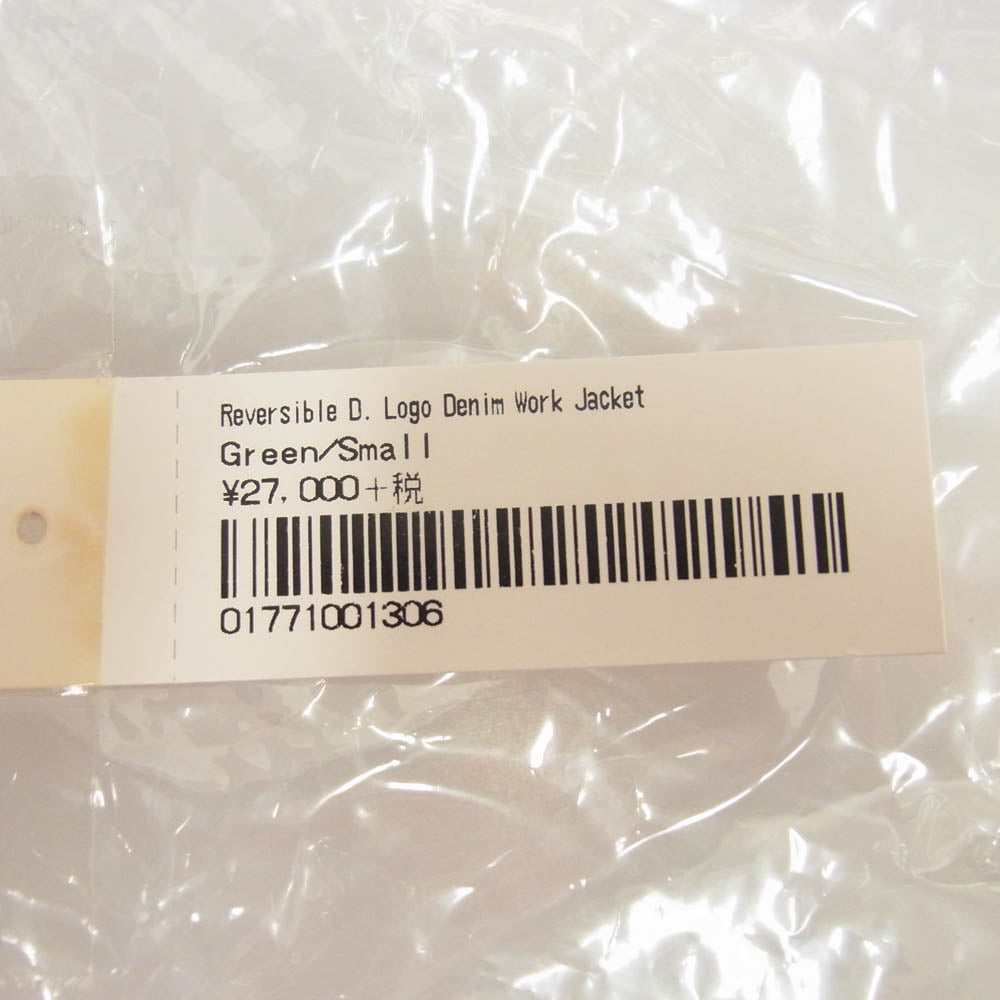 Reversible D. Logo Denim Work Jacket
Green/Small
¥27,000+税
01771001306